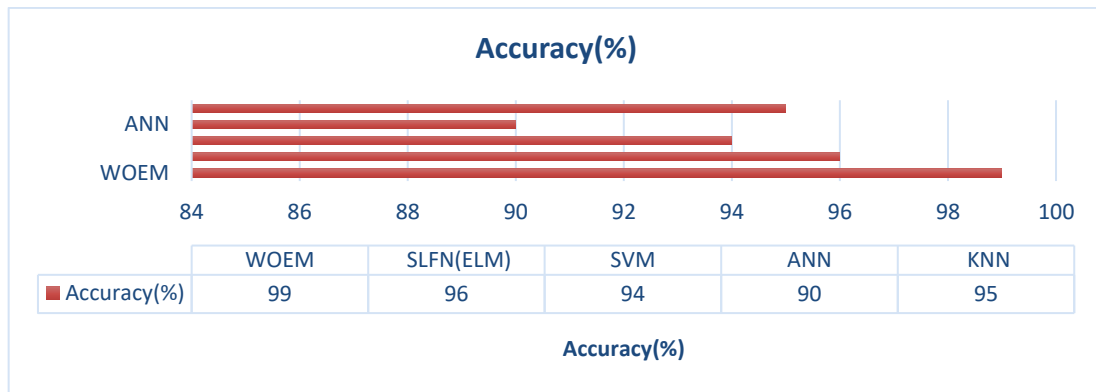 Accuracy(%)
ANN
WOEM
84 86 88 90 92 94 96 98 100
WOEM SLFN(ELM) SVM ANN KNN
Accuracy(%) 99 96 94 90 95
Accuracy(%)